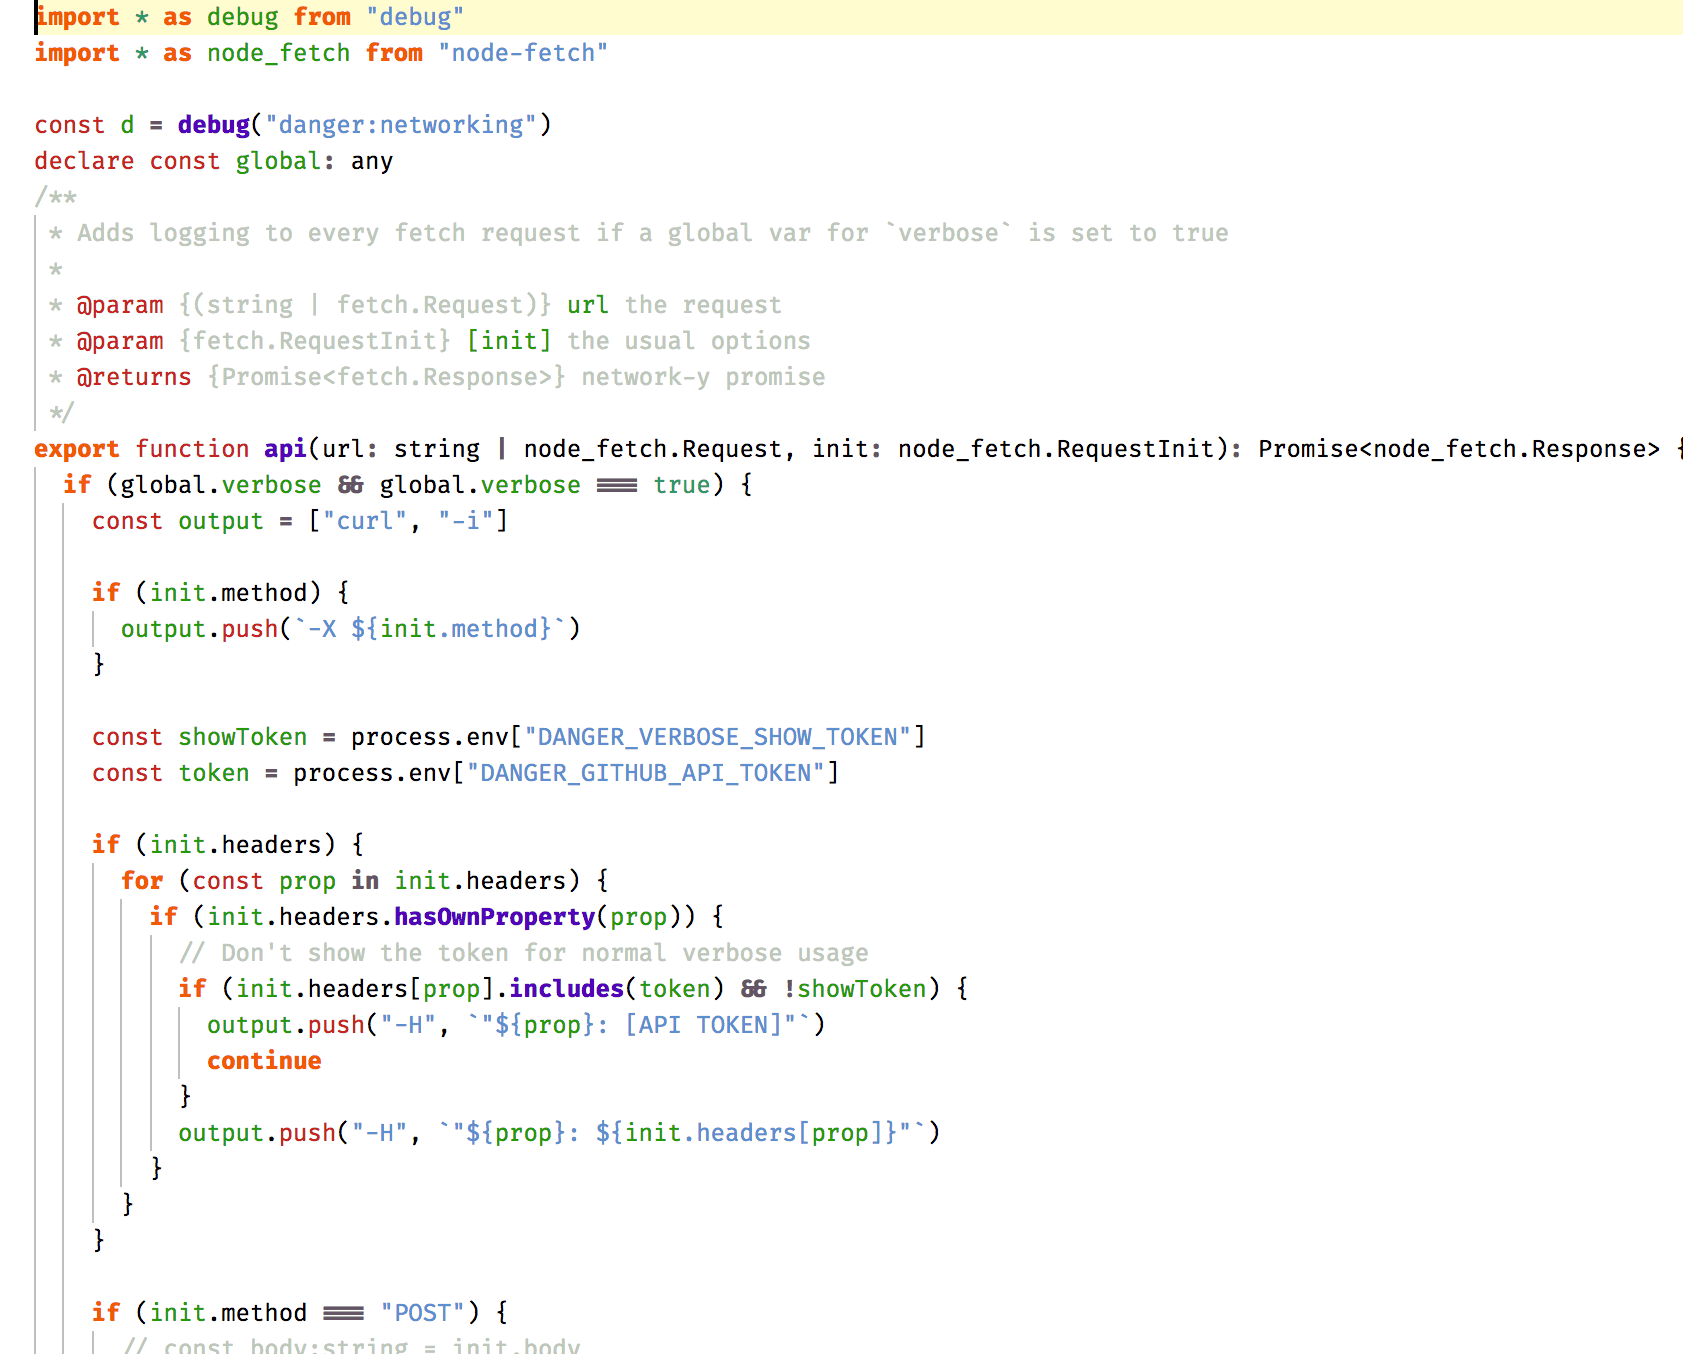 import * as debug from "debug"
import * as node_fetch from "node-fetch"
const d = debug("danger:networking")
declare const global: any
/**
* Adds logging to every fetch request if a global var for `verbose` is set to true
*
* @param {(string | fetch.Request)} url the request
* @param {fetch.RequestInit} [init] the usual options
* @returns {Promise<fetch.Response>} network-y promise
*/
export function api(url: string | node_fetch.Request, init: node_fetch.RequestInit): Promise<node_fetch.Response> {
if (global.verbose && global.verbose === true) {
const output = ["curl", "-i"]
if (init.method) {
output.push(`-X ${init.method}`)
}
const showToken = process.env["DANGER_VERBOSE_SHOW_TOKEN"]
const token = process.env["DANGER_GITHUB_API_TOKEN"]
if (init.headers) {
for (const prop in init.headers) {
if (init.headers.hasOwnProperty(prop)) {
// Don't show the token for normal verbose usage
if (init.headers[prop].includes(token) && !showToken) {
output.push("-H", `"${prop}: [API TOKEN]"`)
continue
}
output.push("-H", `"${prop}: ${init.headers[prop]}"`)
}
}
}
if (init.method === "POST") {
// const body:string = init.body